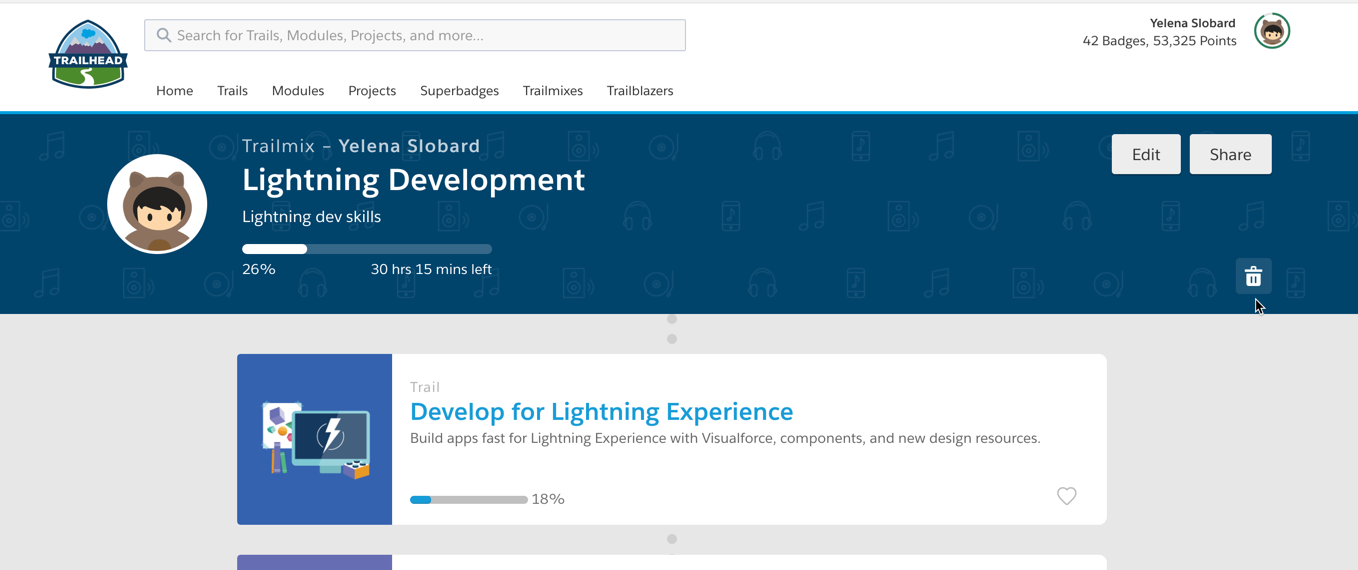 TRAILHEAD
Search for Trails, Modules, Projects, and more...
Yelena Slobard
42 Badges, 53,325 Points
Home Trails Modules Projects Superbadges Trailmixes Trailblazers
Trailmix – Yelena Slobard
Lightning Development
Lightning dev skills
26% 30 hrs 15 mins left
Edit Share
Trail
Develop for Lightning Experience
Build apps fast for Lightning Experience with Visualforce, components, and new design resources.
18%